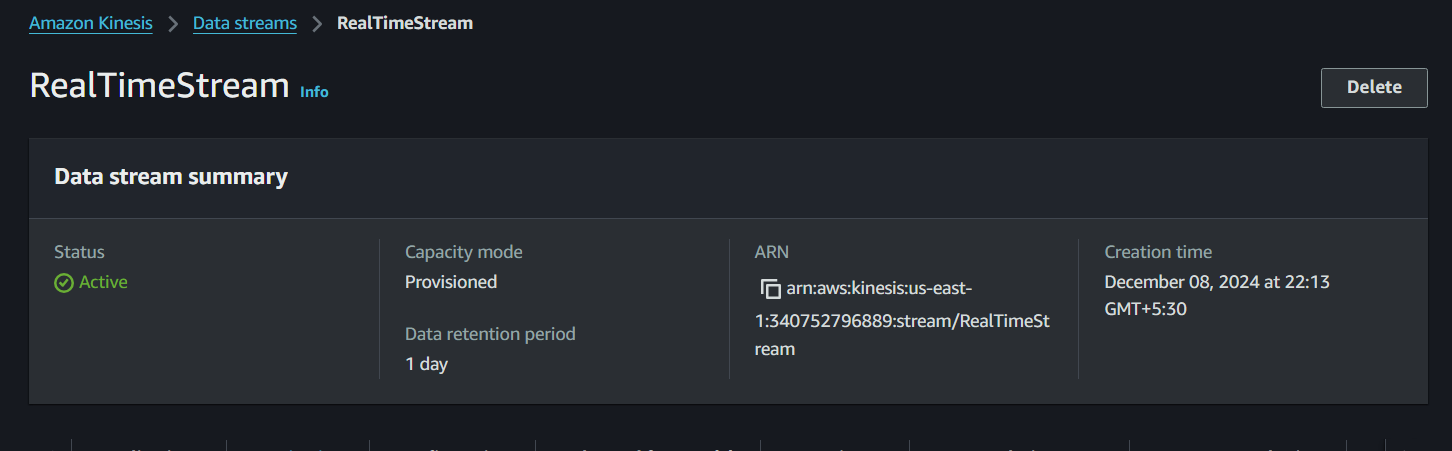 Amazon Kinesis > Data streams > RealTimeStream
RealTimeStream Info
Delete
Data stream summary
Status
Active
Capacity mode
Provisioned
Data retention period
1 day
ARN
arn:aws:kinesis:us-east-
1:340752796889:stream/RealTimeSt
ream
Creation time
December 08, 2024 at 22:13
GMT+5:30